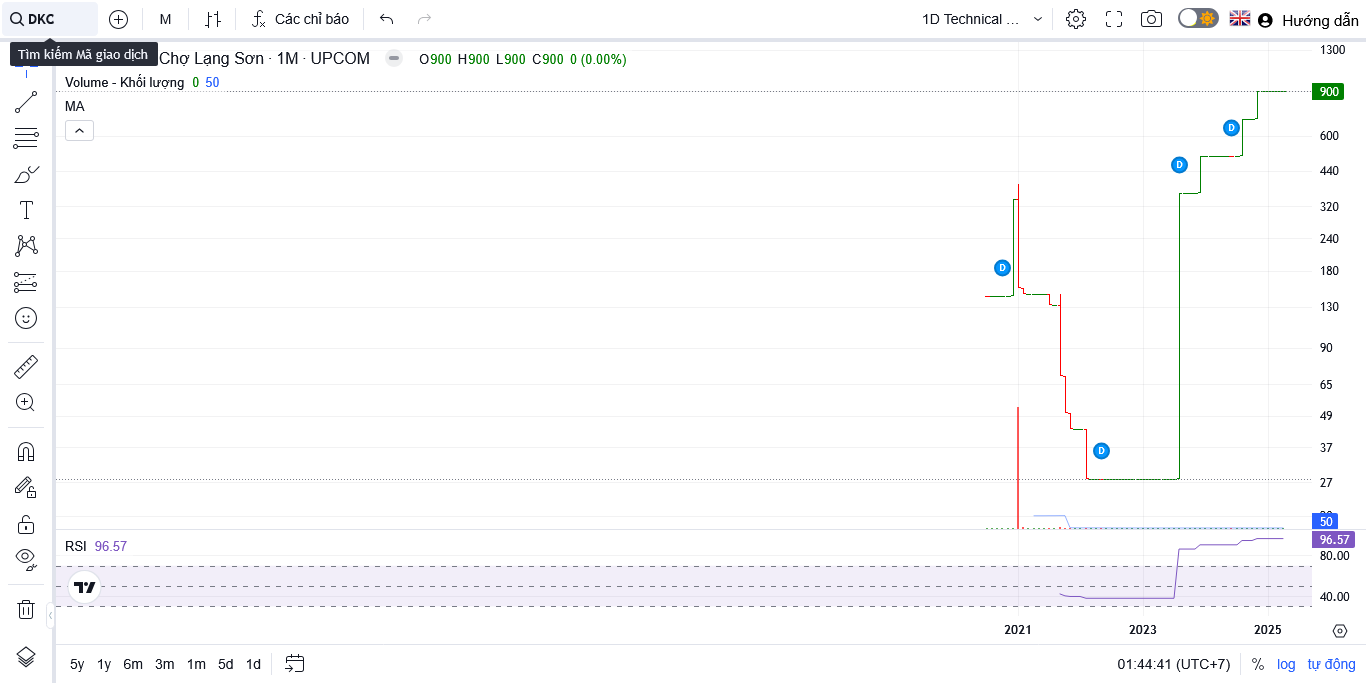 DKC
M
Các chỉ báo
1D Technical ...
Hướng dẫn
Tìm kiếm Mã giao dịch
Chợ Lạng Sơn · 1M · UPCOM
O900 H900 L900 C900 0 (0.00%)
Volume - Khối lượng 0 50
MA
1300
900
600
440
320
240
180
130
90
65
49
37
27
50
D
D
D
D
D
RSI 96.57
96.57
80.00
40.00
2021
2023
2025
5y 1y 6m 3m 1m 5d 1d
01:44:41 (UTC+7)
%
log
tự động